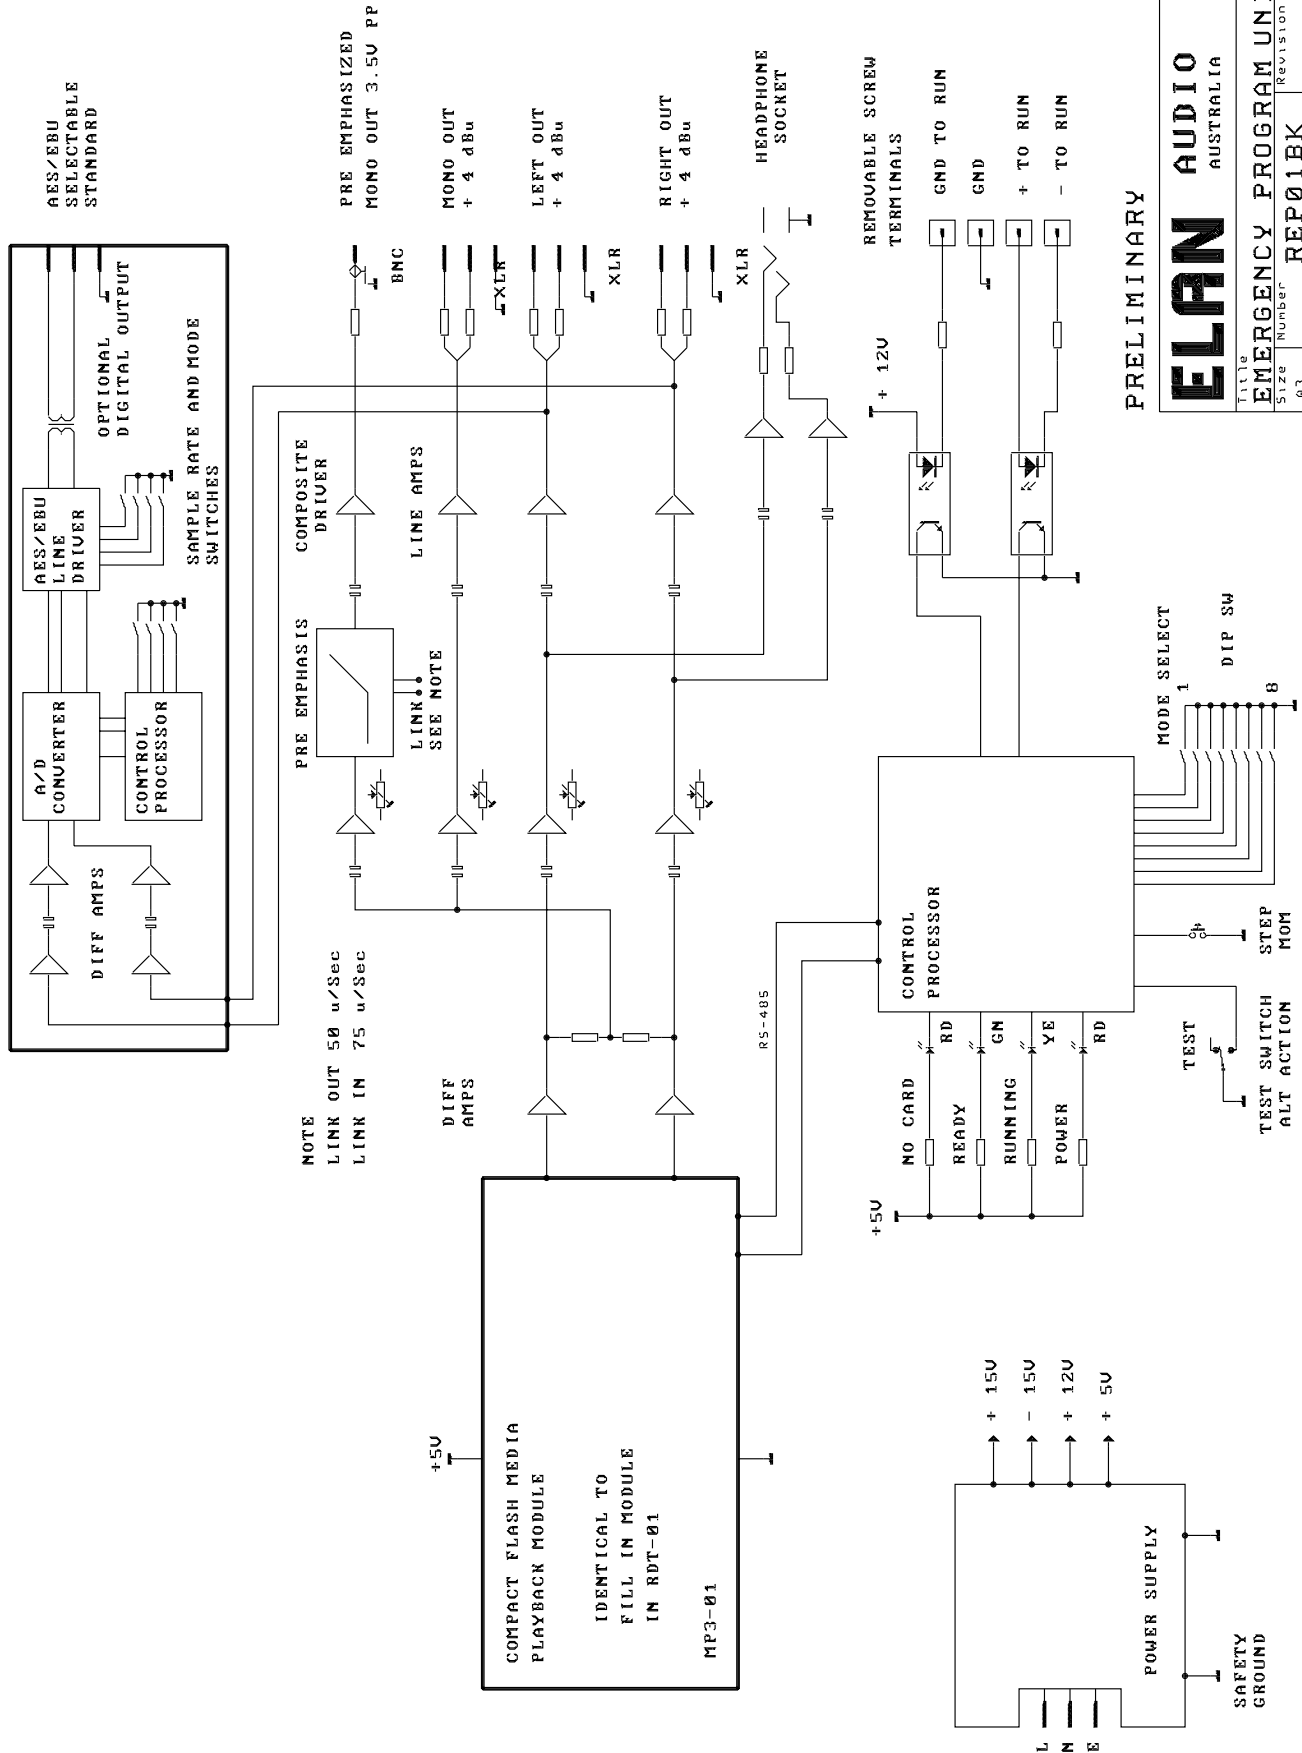 AES/EBU
SELECTABLE
STANDARD
OPTIONAL
DIGITAL OUTPUT
AES/EBU
LINE
DRIVER
SAMPLE RATE AND MODE
SWITCHES
A/D
CONVERTER
CONTROL
PROCESSOR
DIFF AMPS
PRE EMPHASIZED
MONO OUT 3.5V PP
BNC
MONO OUT
+ 4 dBu
XLR
LEFT OUT
+ 4 dBu
XLR
RIGHT OUT
+ 4 dBu
XLR
HEADPHONE
SOCKET
COMPOSITE
DRIVER
LINE AMPS
PRE EMPHASIS
LINK
SEE NOTE
NOTE
LINK OUT 50 u/Sec
LINK IN 75 u/Sec
DIFF
AMPS
+5V
COMPACT FLASH MEDIA
PLAYBACK MODULE
IDENTICAL TO
FILL IN MODULE
IN RDT-01
MP3-01
RS-485
REMOVABLE SCREW
TERMINALS
GND TO RUN
GND
+ TO RUN
- TO RUN
+ 12V
CONTROL
PROCESSOR
MODE SELECT
1
8
DIP SW
STEP
MOM
TEST
TEST SWITCH
ALT ACTION
NO CARD
RD
READY
GN
RUNNING
YE
POWER
RD
+5V
+ 15V
- 15V
+ 12V
+ 5V
POWER SUPPLY
L
N
E
SAFETY
GROUND
PRELIMINARY
ELAN AUDIO
AUSTRALIA
Title
EMERGENCY PROGRAM UNI
Size
A3
Number
REP01BK
Revision